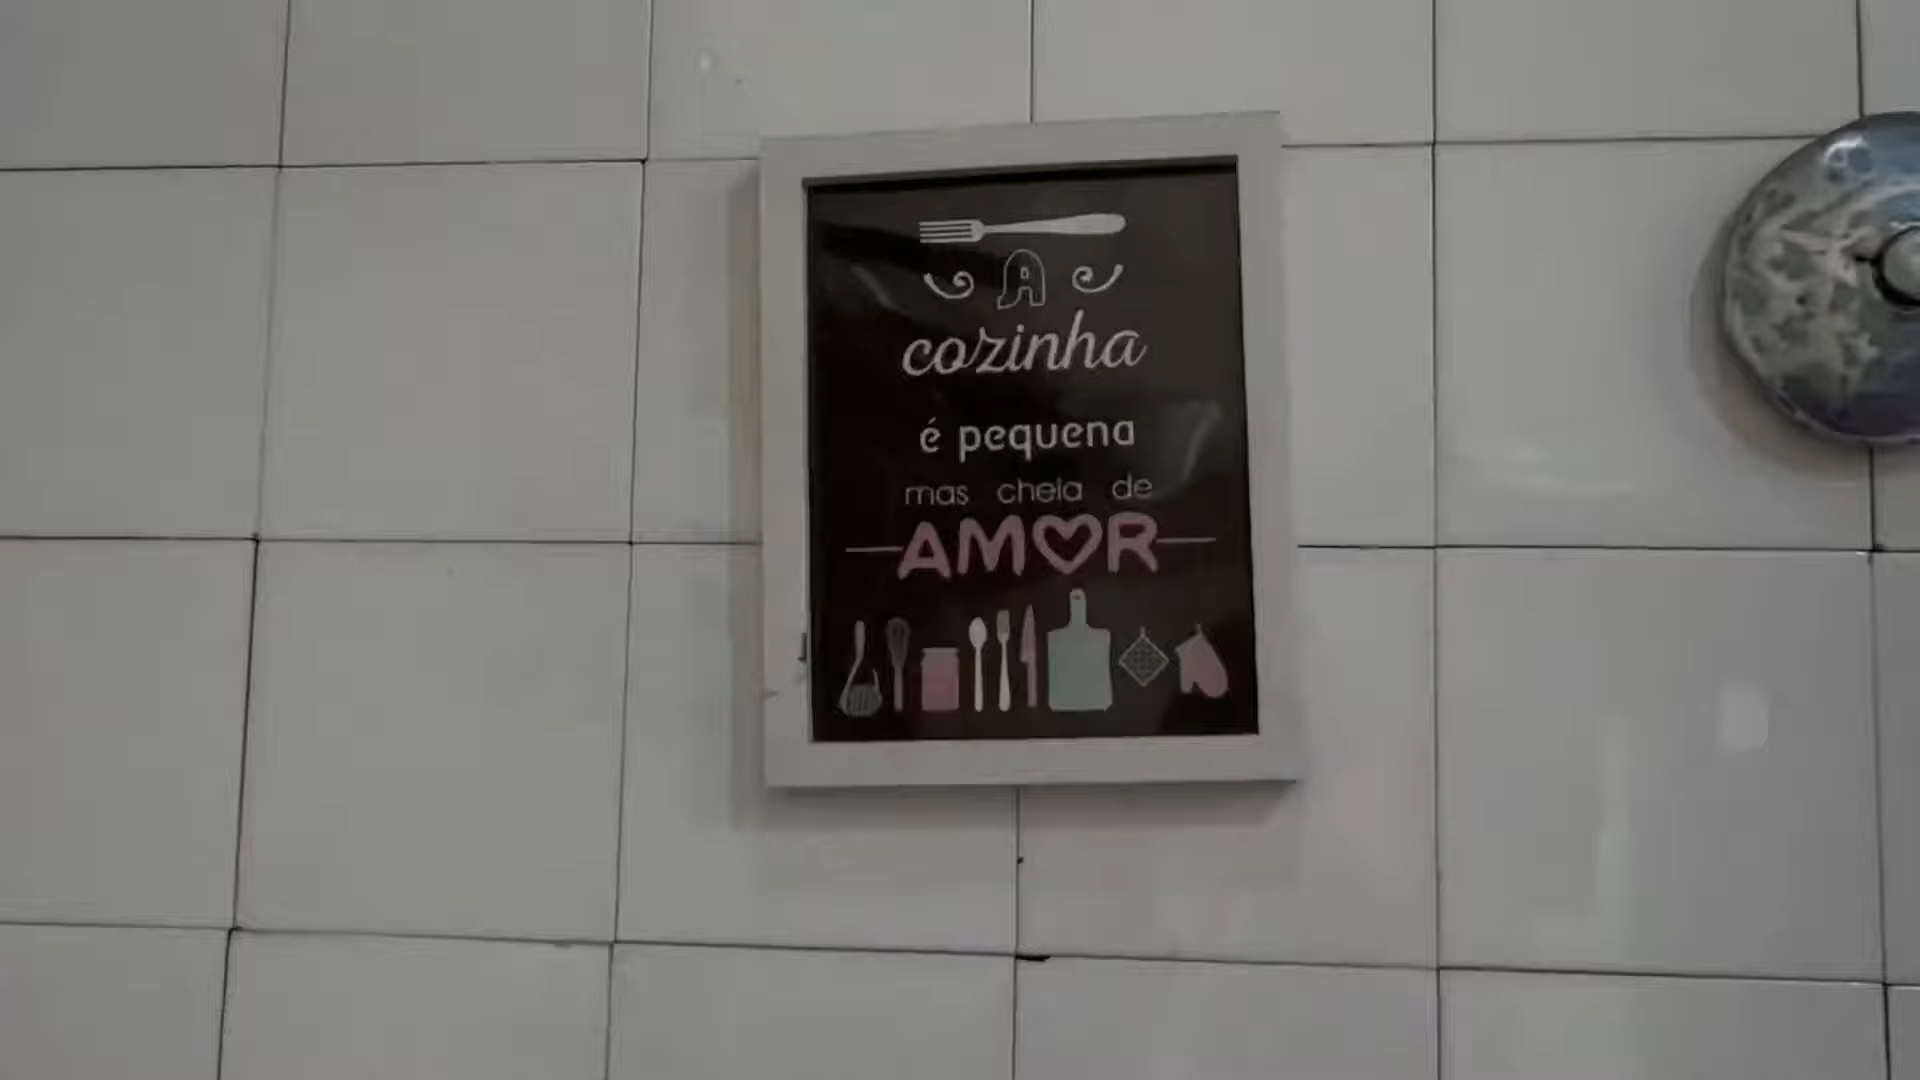 A
cozinha
é pequena
mas cheia de
AMOR